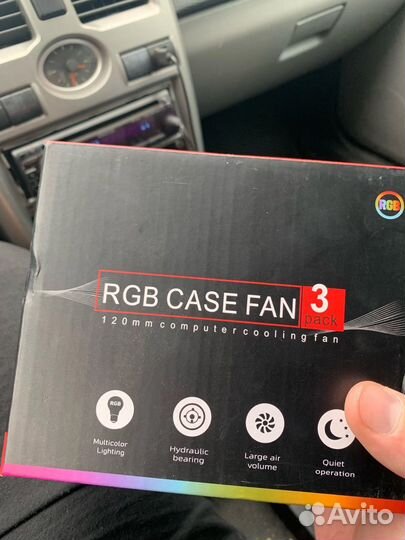 RGB
RGB CASE FAN 3
pack
120mm computer cooling fan
RGB
Multicolor
Lighting
Hydraulic
bearing
Large air
volume
Quiet
operation
Avito